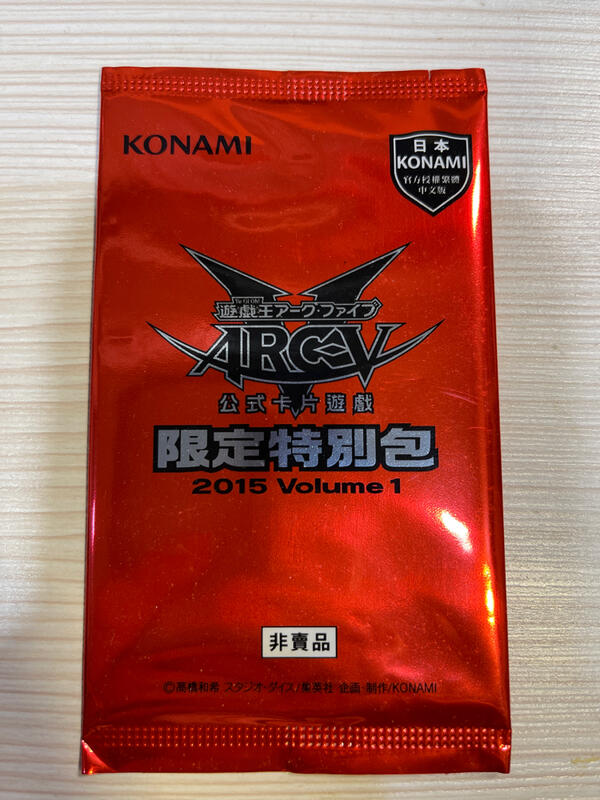 KONAMI
日本
KONAMI
官方授權繁體
中文版
Yu-Gi-Oh!
遊戯王アーク・ファイブ
ARC-V
公式卡片遊戲
限定特別包
2015 Volume 1
非賣品
©高橋和希 スタジオ・ダイス/集英社 企画・制作/KONAMI